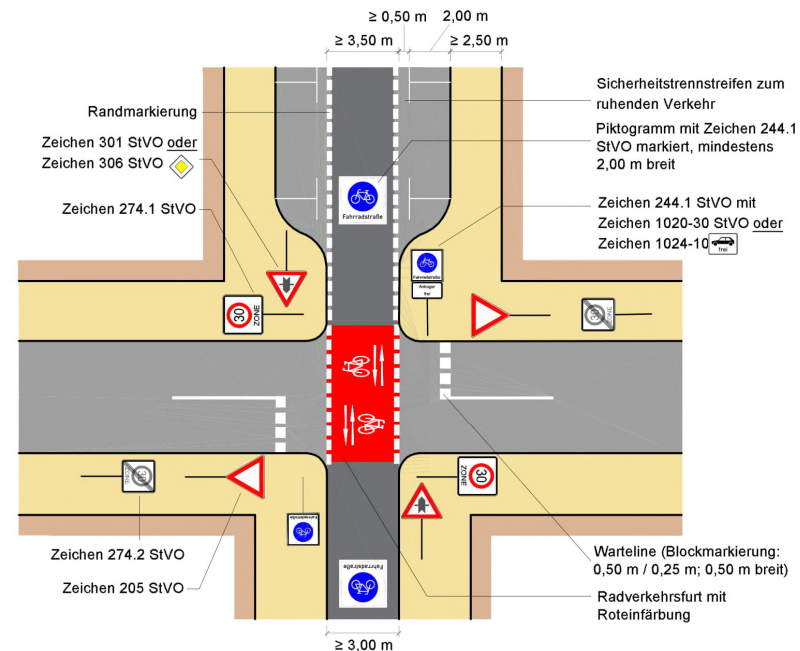 ≥ 0,50 m 2,00 m
≥ 3,50 m ≥ 2,50 m
Randmarkierung
Zeichen 301 StVO oder
Zeichen 306 StVO
Zeichen 274.1 StVO
Sicherheitstrennstreifen zum
ruhenden Verkehr
Piktogramm mit Zeichen 244.1
StVO markiert, mindestens
2,00 m breit
Zeichen 244.1 StVO mit
Zeichen 1020-30 StVO oder
Zeichen 1024-10
frei
Fahrradstraße
Fahrradstraße
Anlieger
frei
30
ZONE
30
ZONE
30
ZONE
30
ZONE
Fahrradstraße
Fahrradstraße
Zeichen 274.2 StVO
Zeichen 205 StVO
Warteline (Blockmarkierung:
0,50 m / 0,25 m; 0,50 m breit)
Radverkehrsfurt mit
Roteinfärbung
≥ 3,00 m